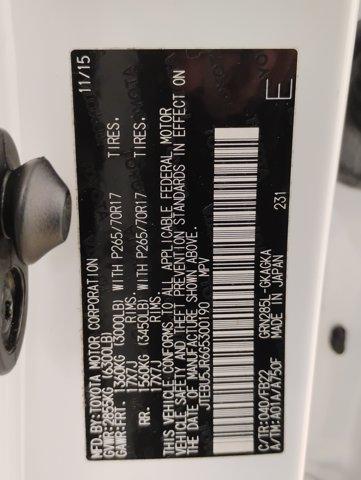 MFD.BY:TOYOTA MOTOR CORPORATION 11/15
GVWR:2855KG (6300LB)
GAWR:FRT. 1360KG (3000LB) WITH P265/70R17 TIRES,
17X7J RIMS
RR. 1560KG (3450LB) WITH P265/70R17 TIRES,
17X7J RIMS
THIS VEHICLE CONFORMS TO ALL APPLICABLE FEDERAL MOTOR
VEHICLE SAFETY AND THEFT PREVENTION STANDARDS IN EFFECT ON
THE DATE OF MANUFACTURE SHOWN ABOVE.
JTEBU5JR665300190 MPV
E
C/TR:040/FB22 GRN285L-GKAGKA 231
A/TM:A01A/A750F MADE IN JAPAN